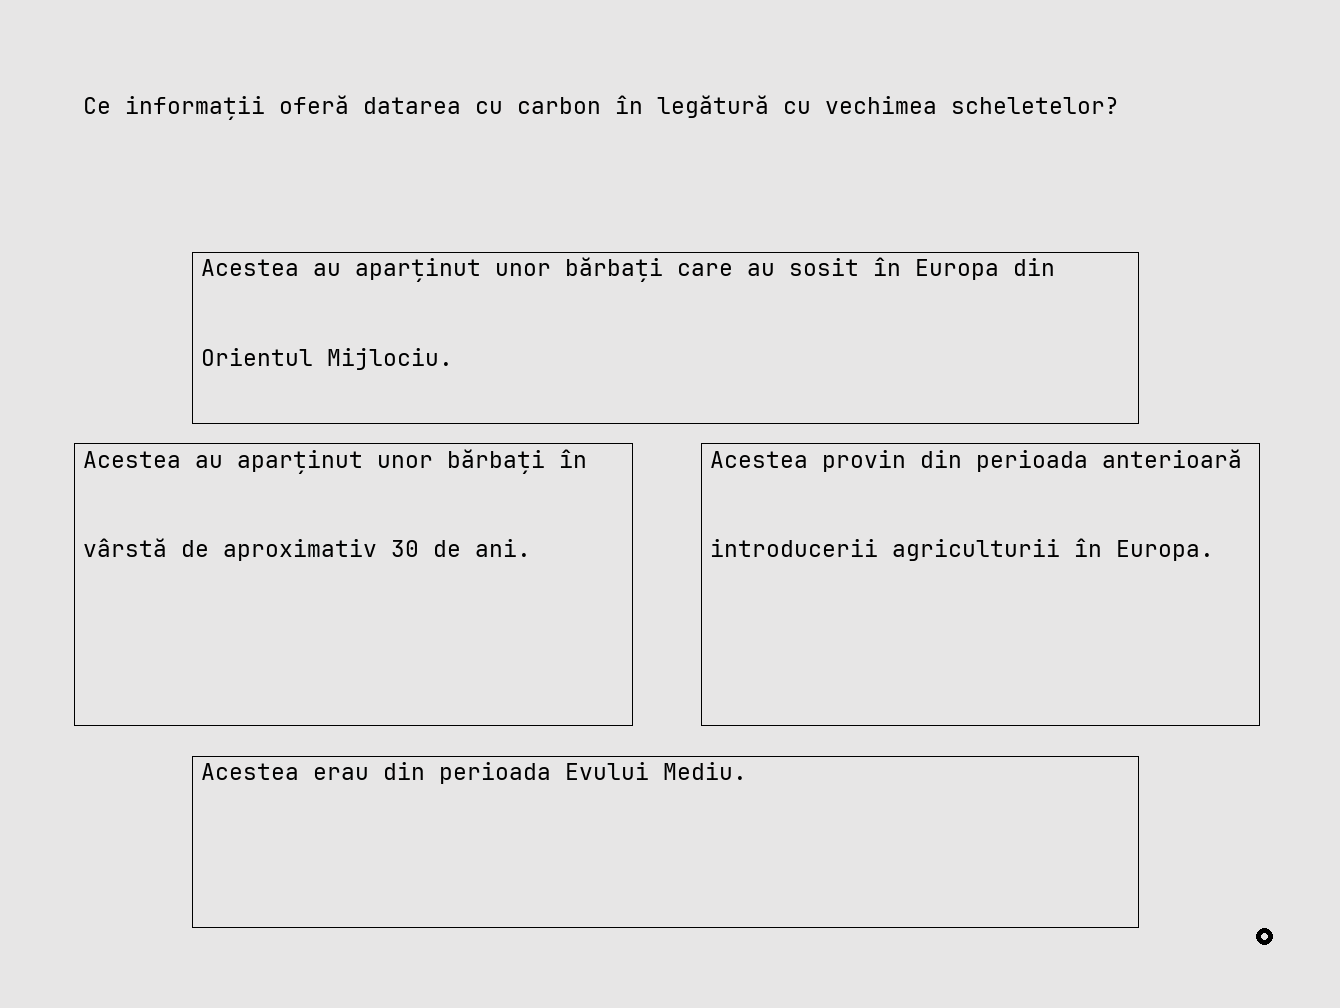 Ce informații oferă datarea cu carbon în legătură cu vechimea scheletelor?
Acestea au aparținut unor bărbați care au sosit în Europa din
Orientul Mijlociu.
Acestea au aparținut unor bărbați în
vârstă de aproximativ 30 de ani.
Acestea provin din perioada anterioară
introducerii agriculturii în Europa.
Acestea erau din perioada Evului Mediu.